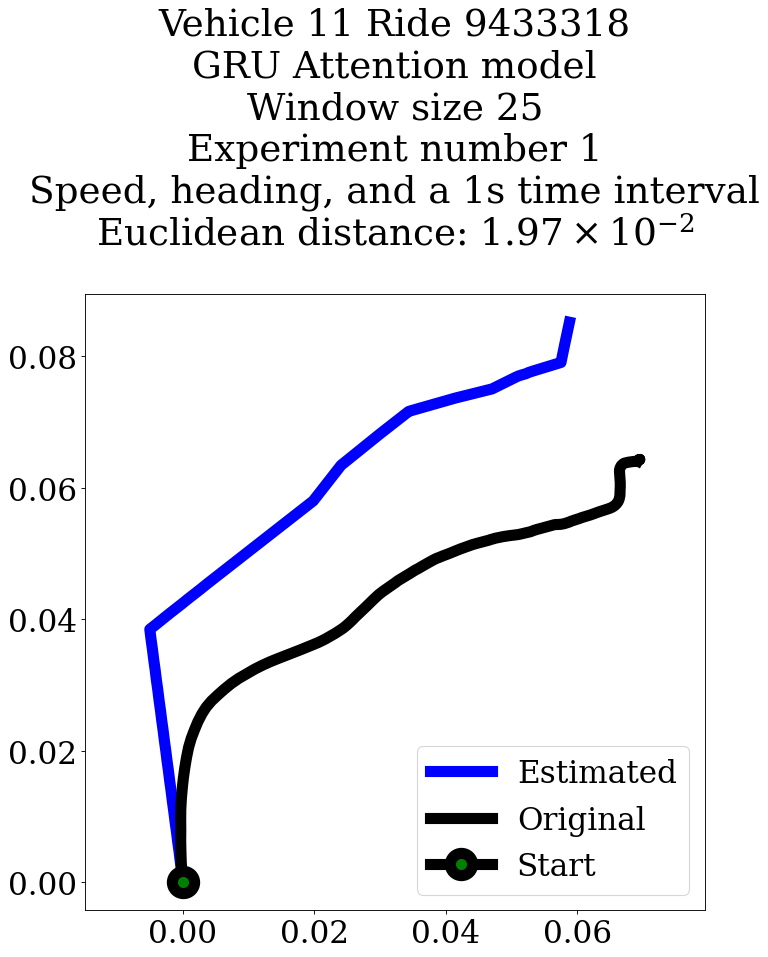 Vehicle 11 Ride 9433318
GRU Attention model
Window size 25
Experiment number 1
Speed, heading, and a 1s time interval
Euclidean distance: 1.97 × 10⁻²
0.08
0.06
0.04
0.02
0.00
Estimated
Original
Start
0.00 0.02 0.04 0.06